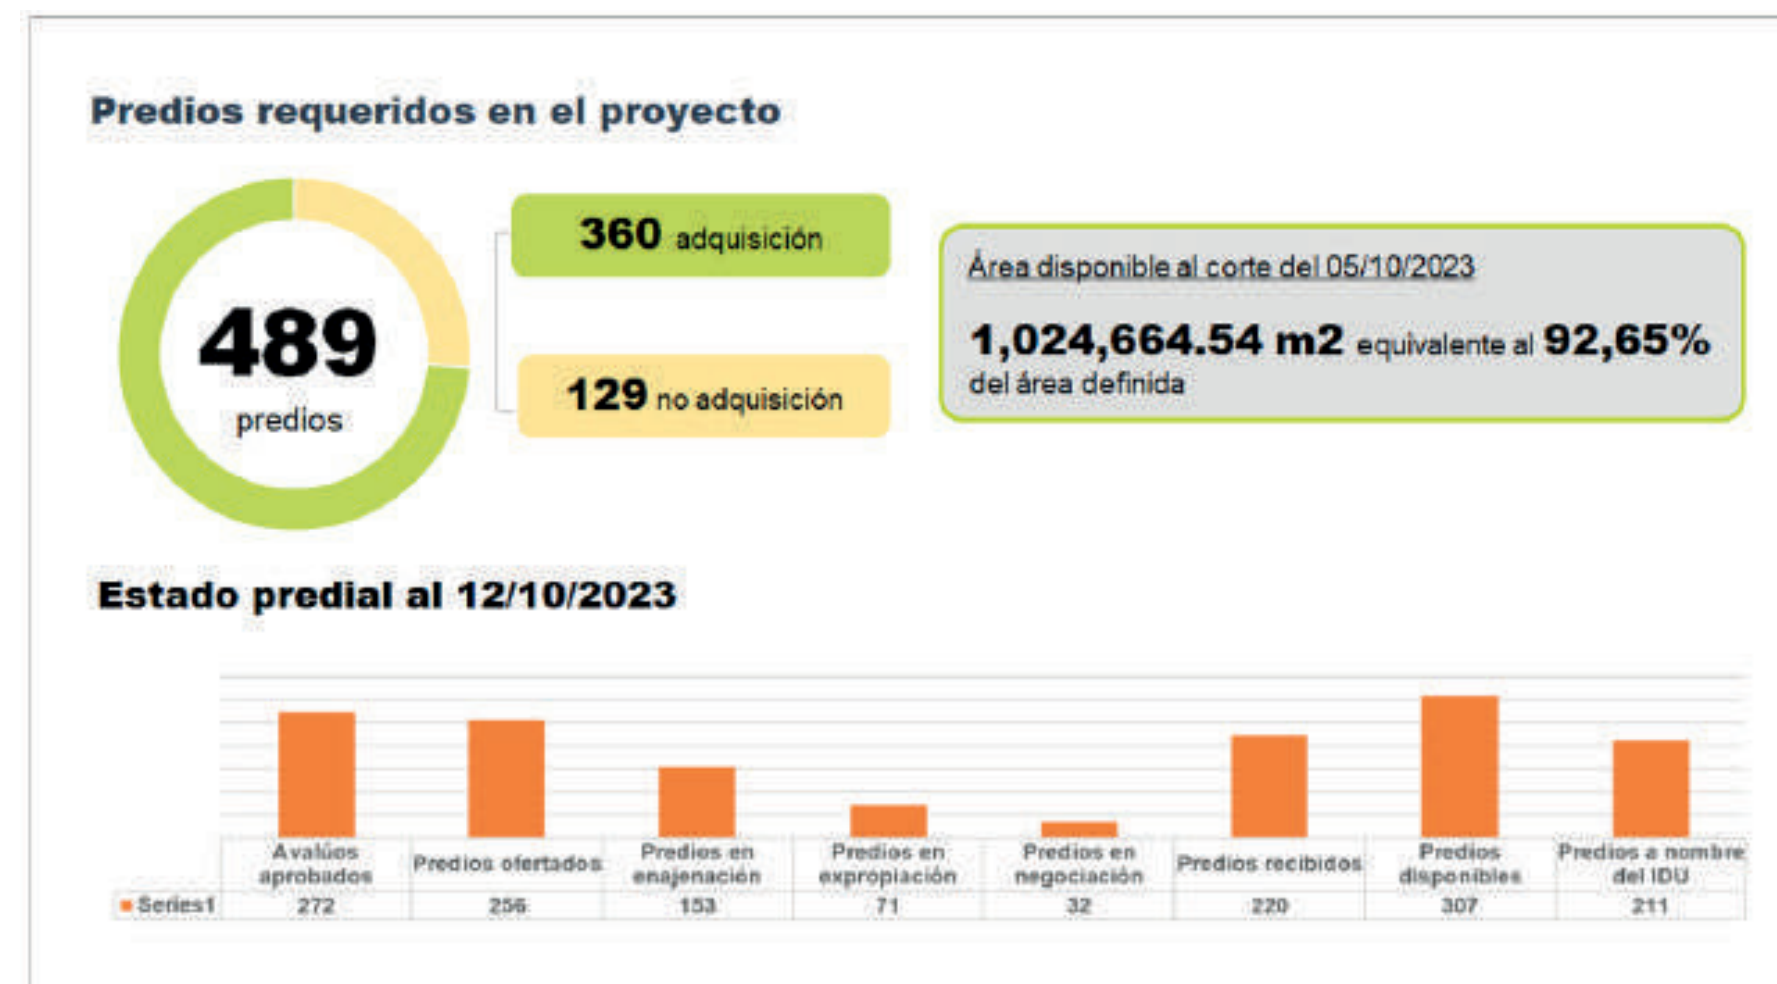 Predios requeridos en el proyecto
489
predios
360 adquisición
129 no adquisición
Área disponible al corte del 05/10/2023
1,024,664.54 m2 equivalente al 92,65%
del área definida
Estado predial al 12/10/2023
Avalúos aprobados
Predios ofertados
Predios en enajenación
Predios en expropiación
Predios en negociación
Predios recibidos
Predios disponibles
Predios a nombre del IDU
Series1 272 256 153 71 32 220 307 211